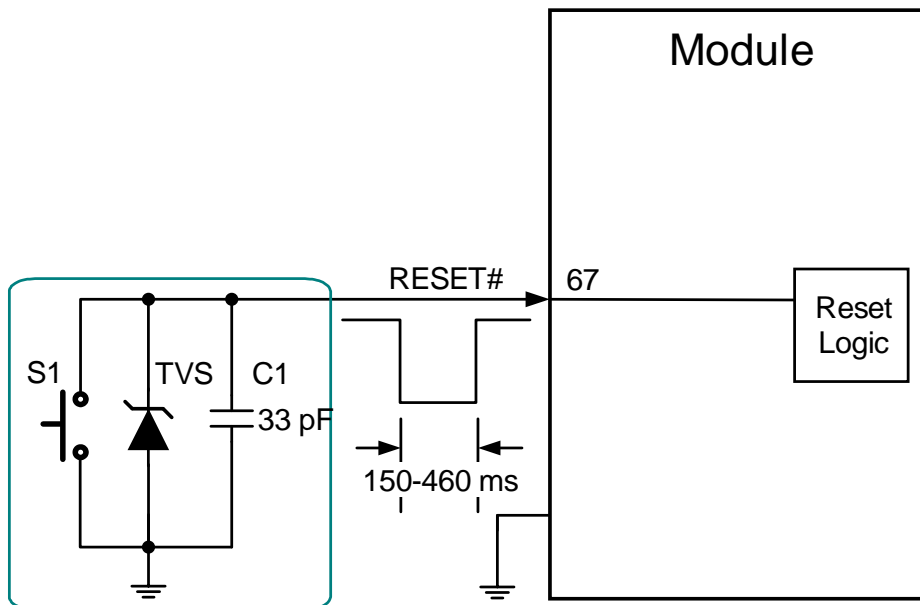 Module
RESET#
67
Reset
Logic
S1
TVS
C1
33 pF
150-460 ms